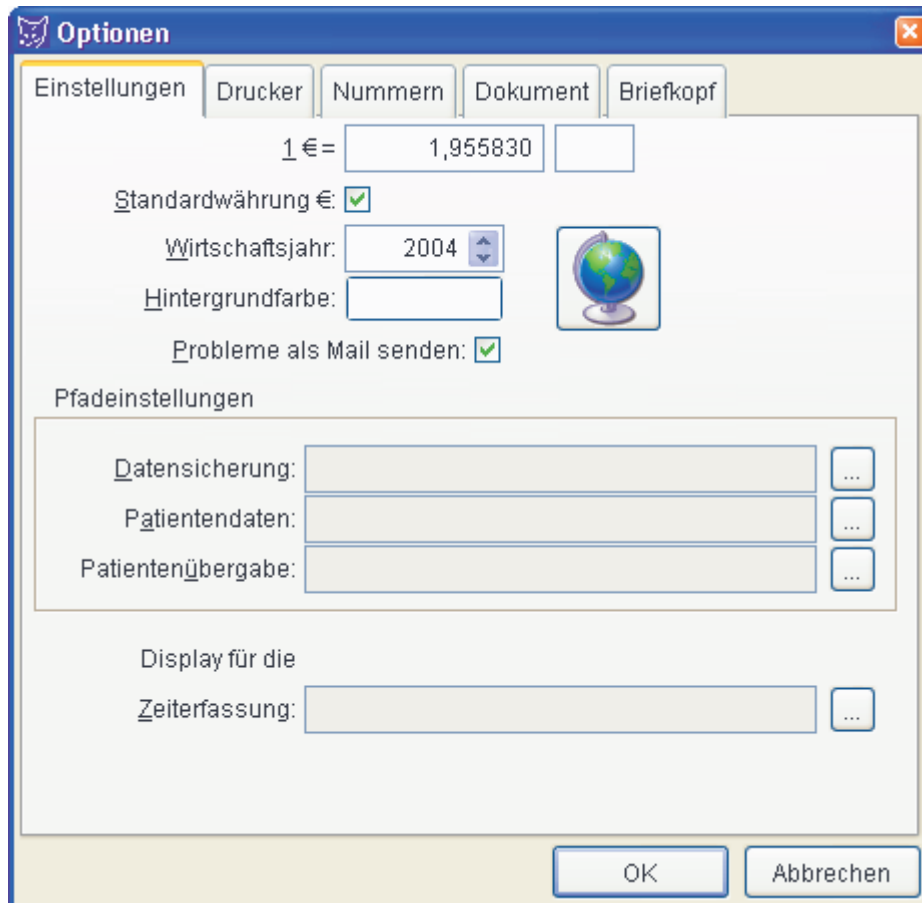 Optionen
Einstellungen Drucker Nummern Dokument Briefkopf
1 €= 1,955830
Standardwährung €:
Wirtschaftsjahr: 2004
Hintergrundfarbe:
Probleme als Mail senden:
Pfadeinstellungen
Datensicherung: ...
Patientendaten: ...
Patientenübergabe: ...
Display für die
Zeiterfassung: ...
OK Abbrechen